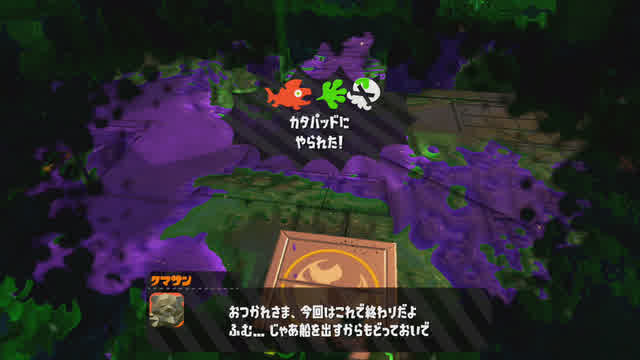 カタパッドに
やられた!
クマサン
おつかれさま、今回はこれで終わりだよ
ふむ... じゃあ船を出すからもどっておいで